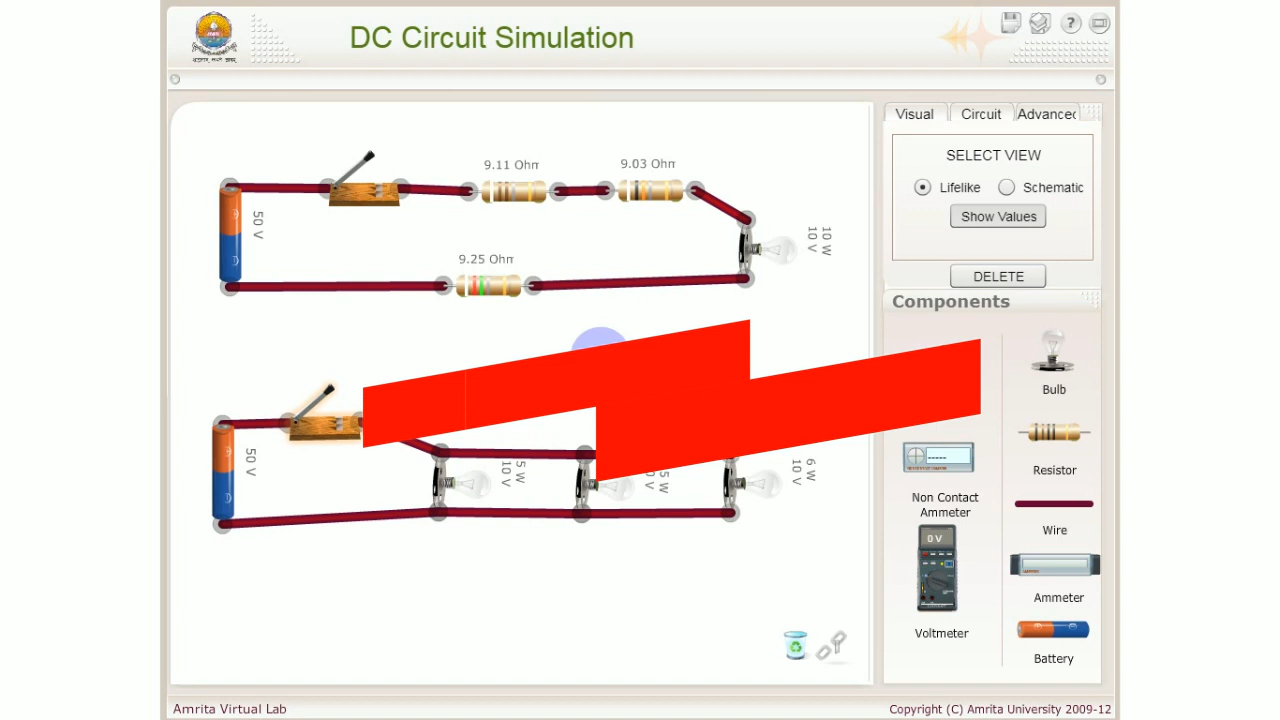 DC Circuit Simulation
Visual Circuit Advanced
SELECT VIEW
Lifelike Schematic
Show Values
DELETE
Components
9.11 Ohm
9.03 Ohm
50 V
10 W
10 V
9.25 Ohm
50 V
5 W
10 V
5 W
6 W
10 V
Bulb
Resistor
Non Contact
Ammeter
Wire
0 V
Ammeter
Voltmeter
Battery
Amrita Virtual Lab
Copyright (C) Amrita University 2009-12